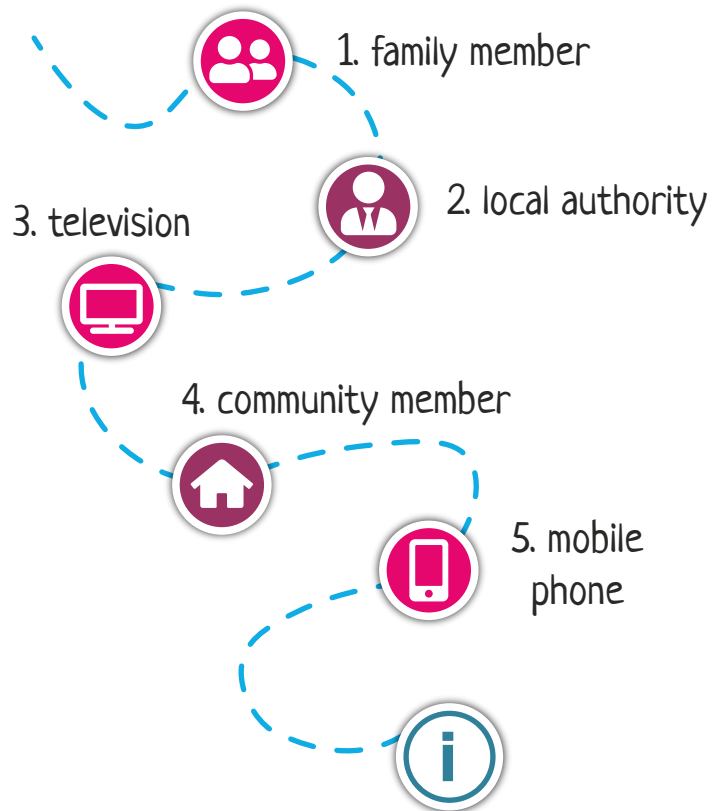 1. family member
2. local authority
3. television
4. community member
5. mobile
phone
i